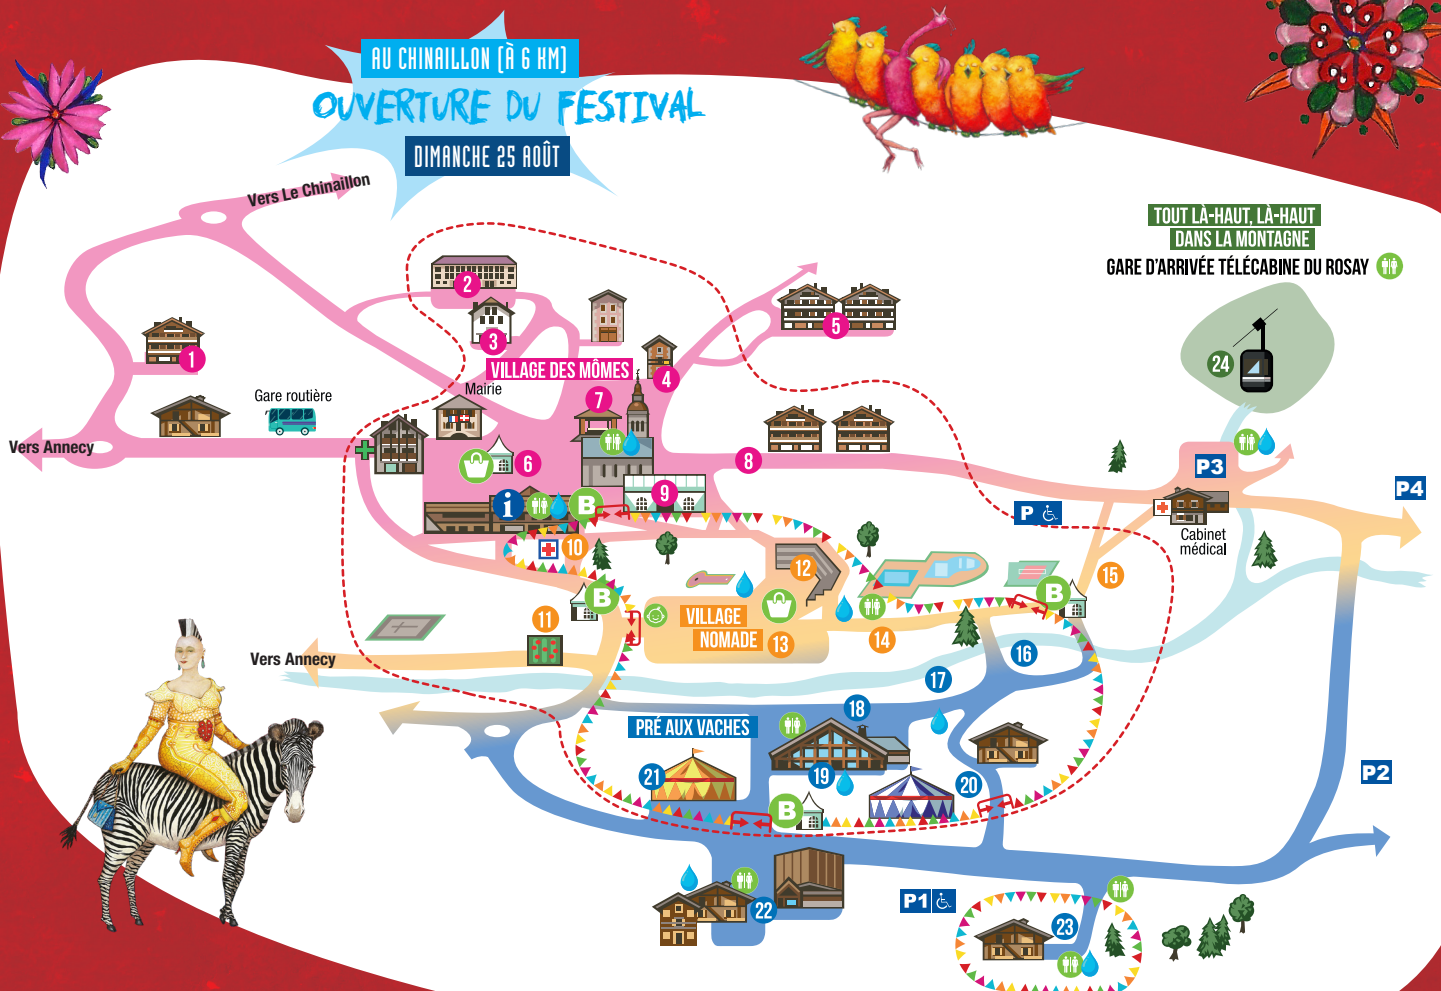 AU CHINAILLON (À 6 KM)
OUVERTURE DU FESTIVAL
DIMANCHE 25 AOÛT
Vers Le Chinaillon
TOUT LÀ-HAUT, LÀ-HAUT
DANS LA MONTAGNE
GARE D'ARRIVÉE TÉLÉCABINE DU ROSAY
2
3
5
1
24
VILLAGE DES MÔMES
4
Mairie
Gare routière
7
Vers Annecy
6
8
P3
P4
i
B
9
P
Cabinet
médical
10
12
15
B
B
11
VILLAGE
NOMADE
13
14
Vers Annecy
16
17
18
PRÉ AUX VACHES
21
19
20
P2
B
P1
22
23